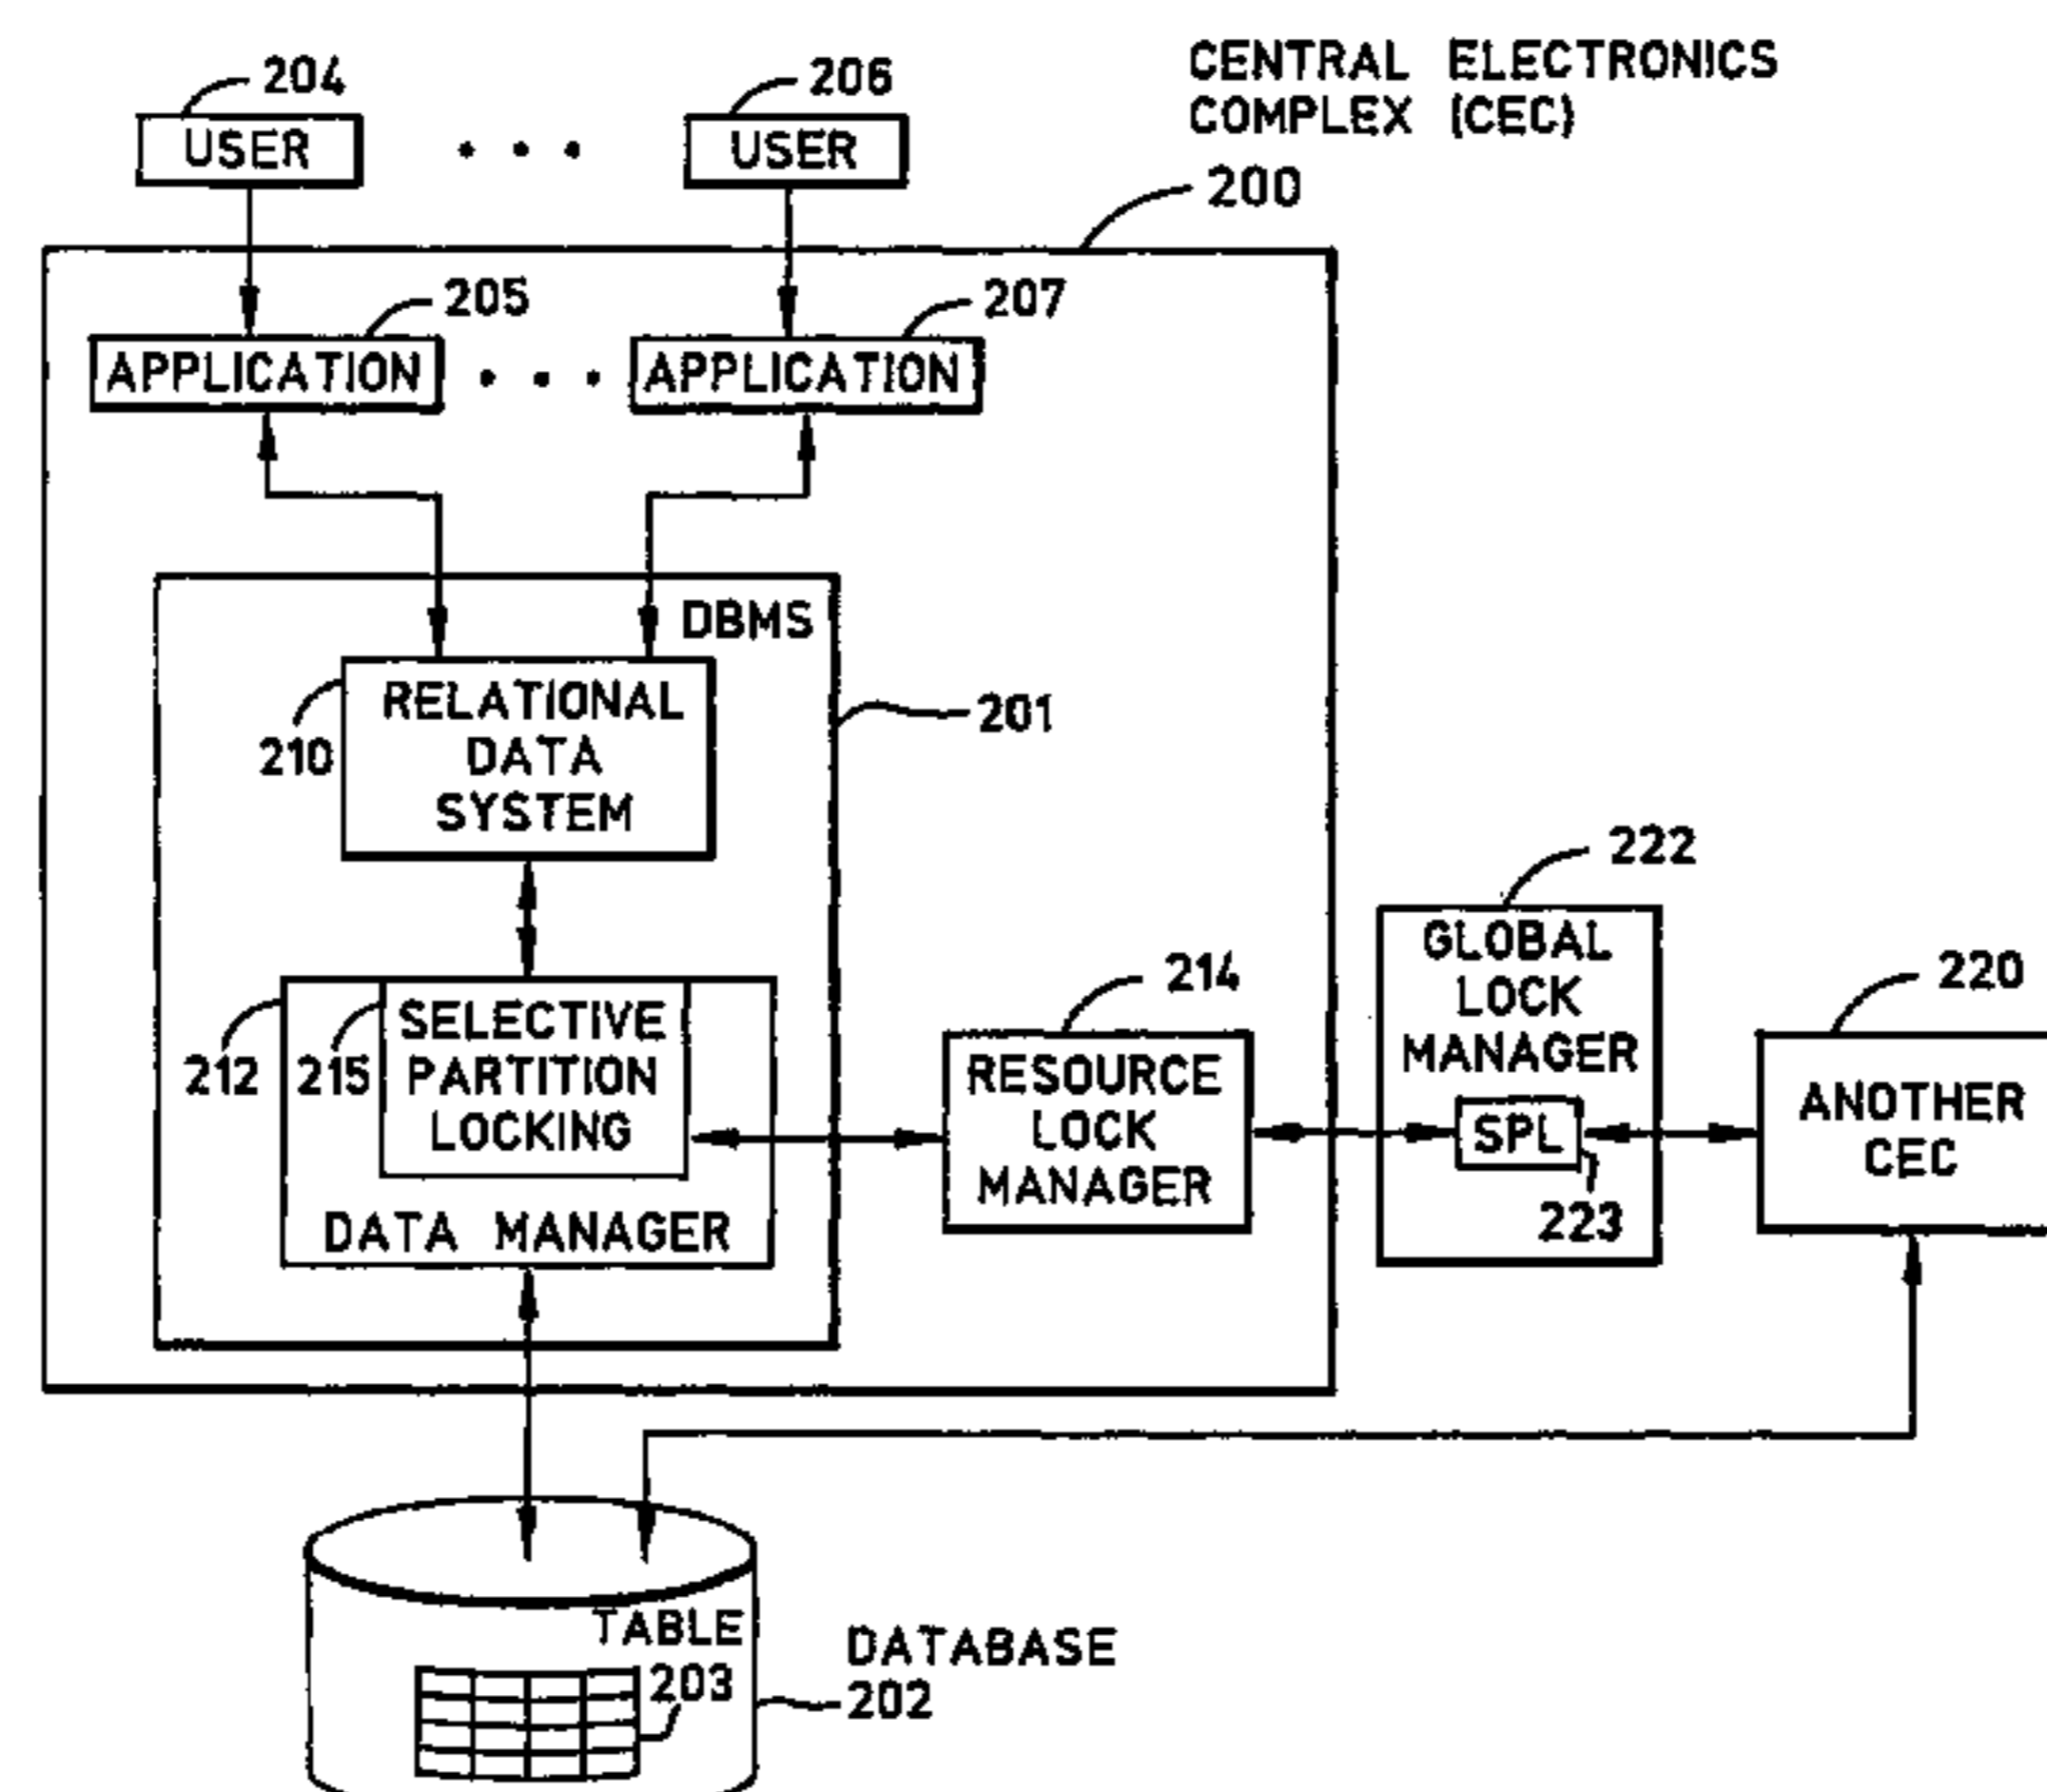 204
206
CENTRAL ELECTRONICS
COMPLEX (CEC)
USER
USER
200
205
207
APPLICATION
APPLICATION
DBMS
RELATIONAL
DATA
SYSTEM
210
201
222
GLOBAL
LOCK
MANAGER
214
220
SELECTIVE
PARTITION
LOCKING
212
215
RESOURCE
LOCK
MANAGER
SPL
223
ANOTHER
CEC
DATA MANAGER
TABLE
203
DATABASE
202